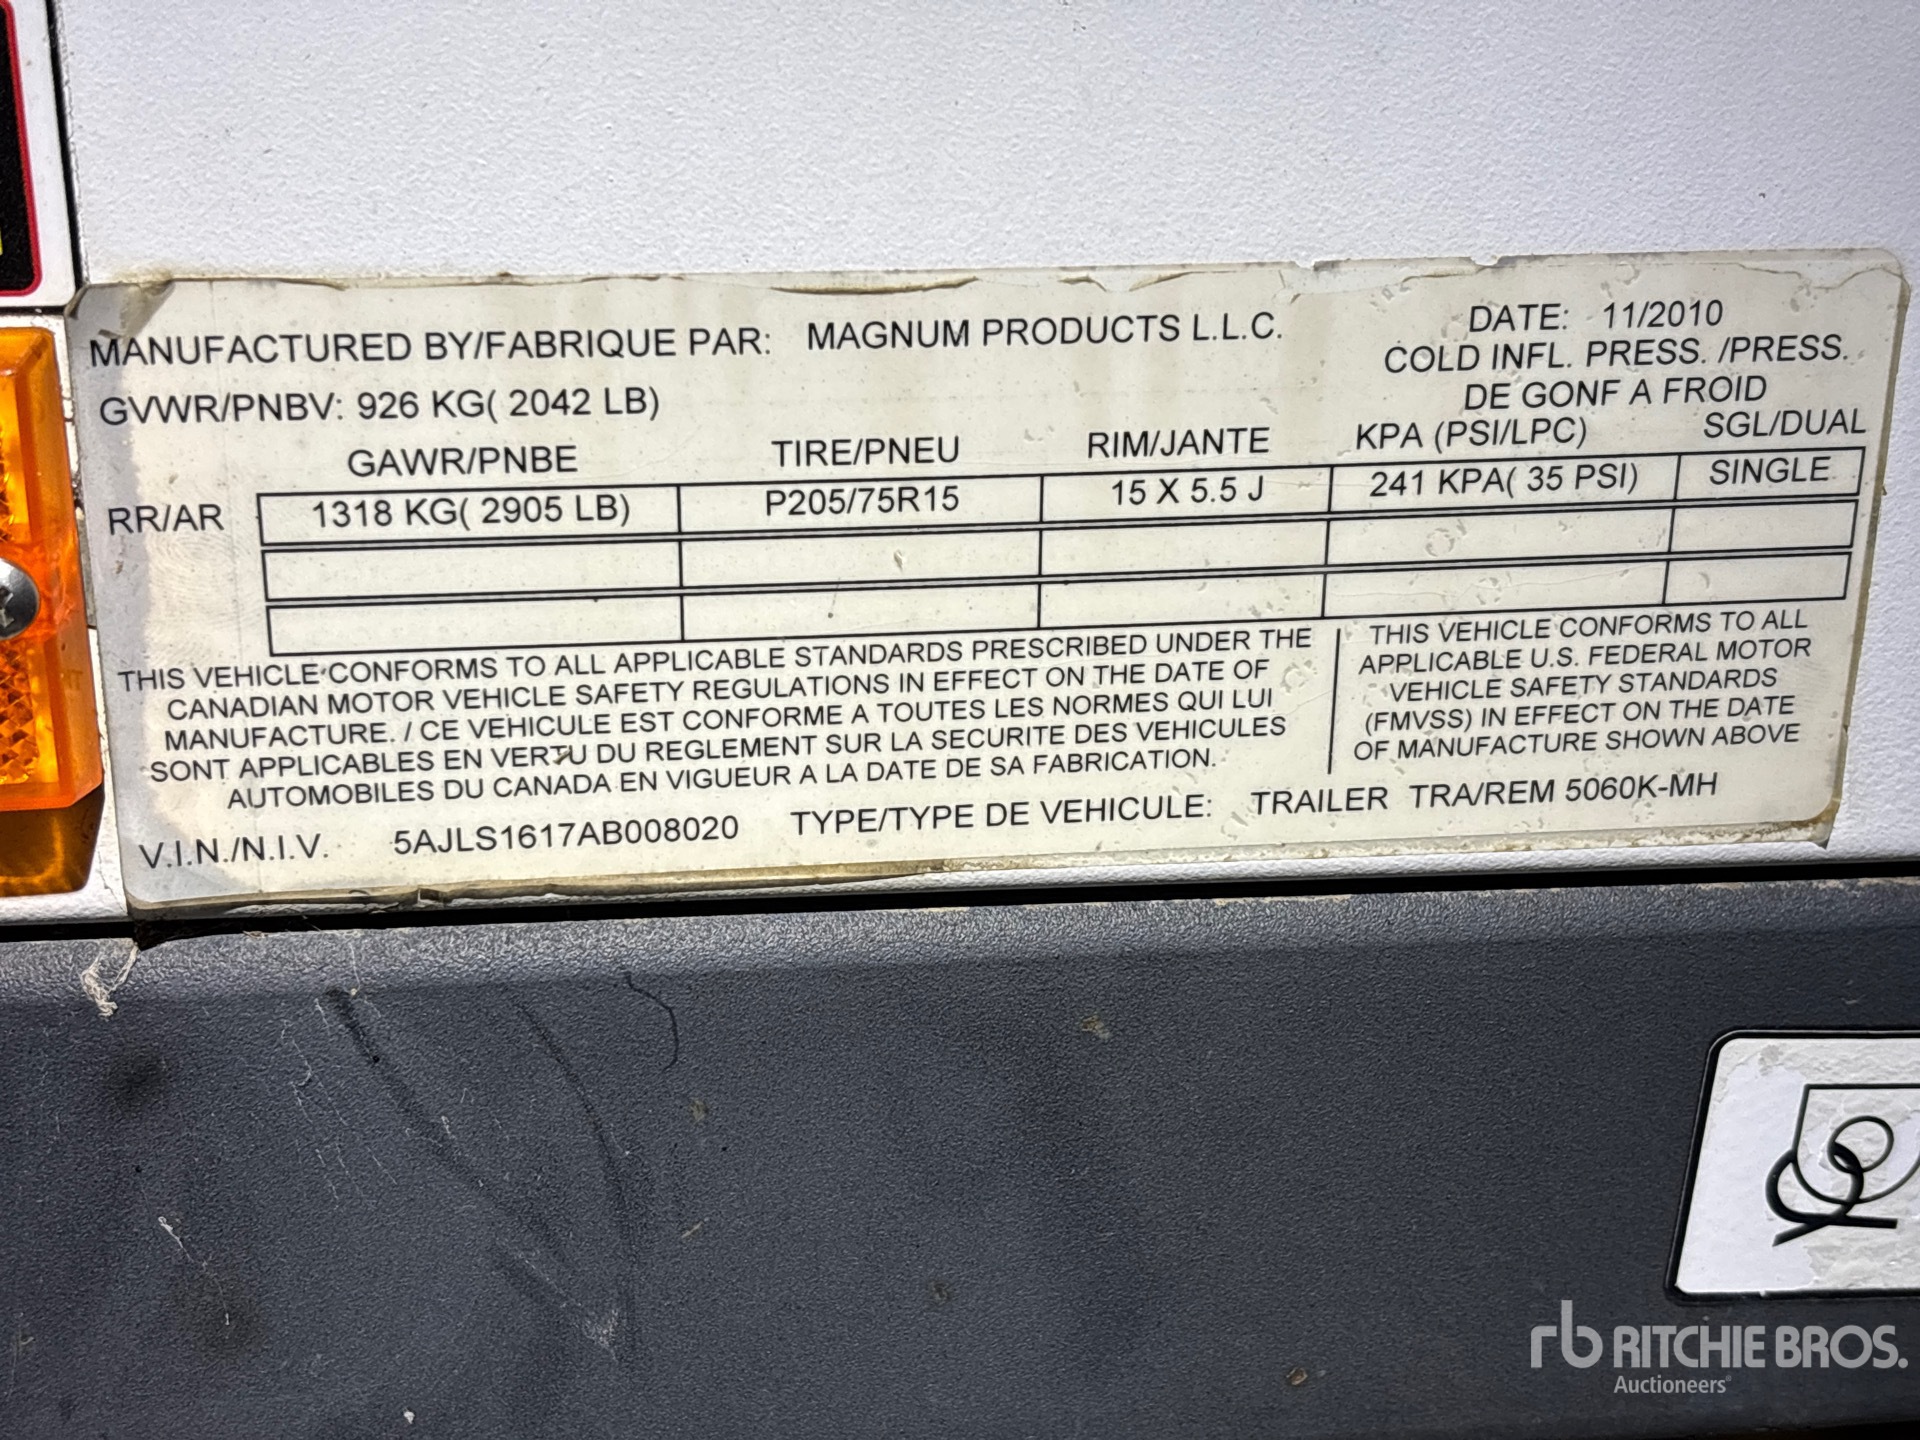 MANUFACTURED BY/FABRIQUE PAR: MAGNUM PRODUCTS L.L.C.
DATE: 11/2010
GVWR/PNBV: 926 KG( 2042 LB)
COLD INFL. PRESS. /PRESS.
DE GONF A FROID
GAWR/PNBE TIRE/PNEU RIM/JANTE KPA (PSI/LPC) SGL/DUAL
RR/AR 1318 KG( 2905 LB) P205/75R15 15 X 5.5 J 241 KPA( 35 PSI) SINGLE
THIS VEHICLE CONFORMS TO ALL APPLICABLE STANDARDS PRESCRIBED UNDER THE
CANADIAN MOTOR VEHICLE SAFETY REGULATIONS IN EFFECT ON THE DATE OF
MANUFACTURE. / CE VEHICULE EST CONFORME A TOUTES LES NORMES QUI LUI
SONT APPLICABLES EN VERTU DU REGLEMENT SUR LA SECURITE DES VEHICULES
AUTOMOBILES DU CANADA EN VIGUEUR A LA DATE DE SA FABRICATION.
THIS VEHICLE CONFORMS TO ALL
APPLICABLE U.S. FEDERAL MOTOR
VEHICLE SAFETY STANDARDS
(FMVSS) IN EFFECT ON THE DATE
OF MANUFACTURE SHOWN ABOVE
V.I.N./N.I.V. 5AJLS1617AB008020 TYPE/TYPE DE VEHICULE: TRAILER TRA/REM 5060K-MH
rb RITCHIE BROS.
Auctioneers